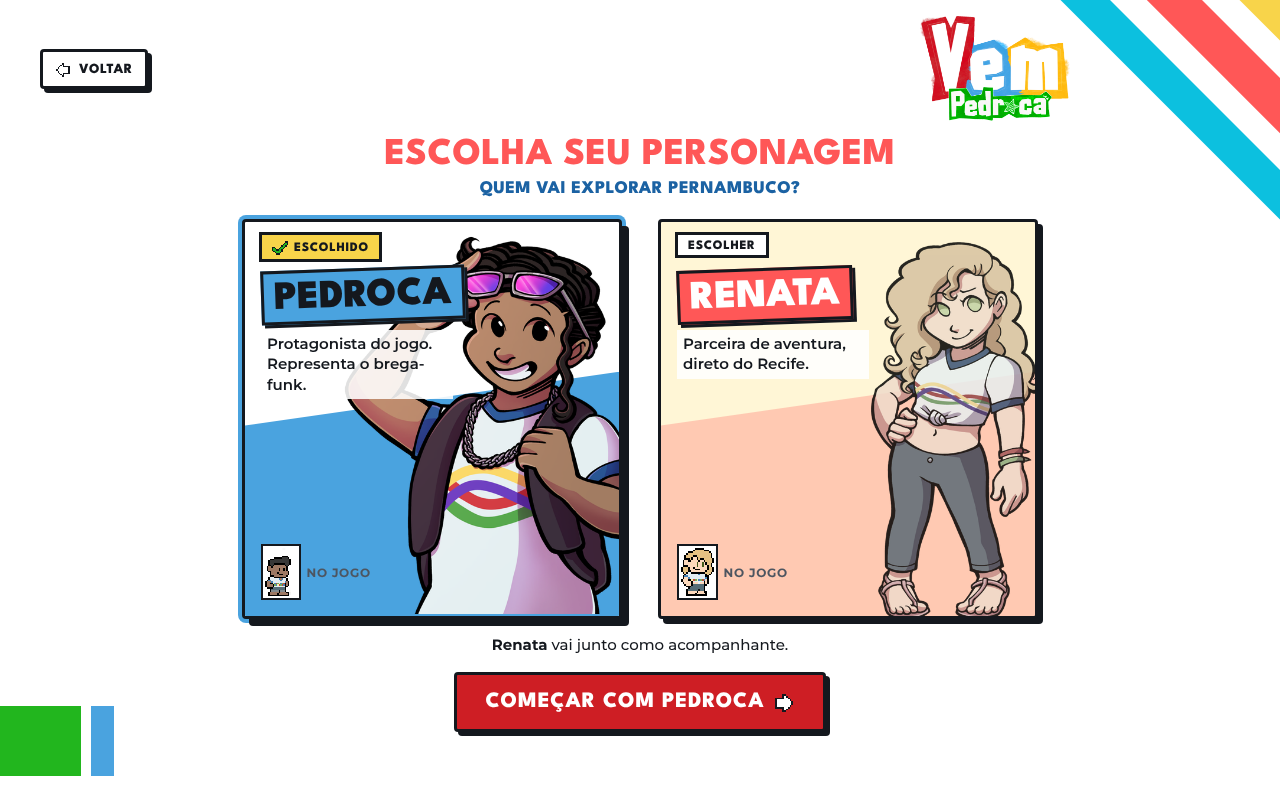 VOLTAR
Vem
Pedroca
ESCOLHA SEU PERSONAGEM
QUEM VAI EXPLORAR PERNAMBUCO?
ESCOLHIDO
PEDROCA
Protagonista do jogo.
Representa o brega-
funk.
NO JOGO
ESCOLHER
RENATA
Parceira de aventura,
direto do Recife.
NO JOGO
Renata vai junto como acompanhante.
COMEÇAR COM PEDROCA